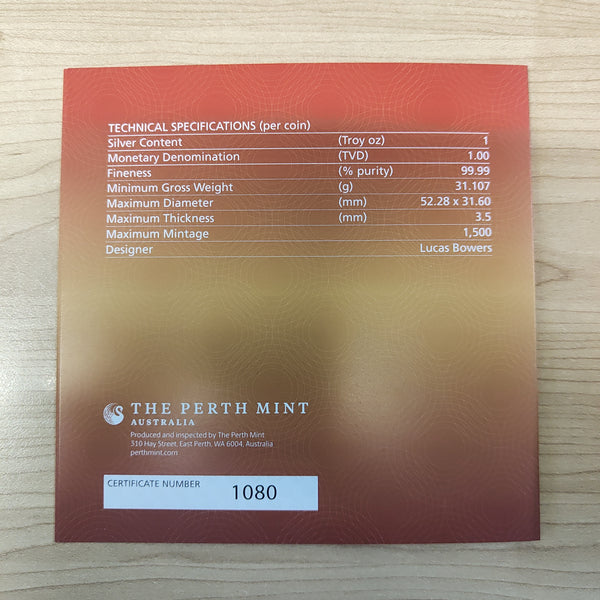 TECHNICAL SPECIFICATIONS (per coin)
Silver Content (Troy oz) 1
Monetary Denomination (TVD) 1.00
Fineness (% purity) 99.99
Minimum Gross Weight (g) 31.107
Maximum Diameter (mm) 52.28 x 31.60
Maximum Thickness (mm) 3.5
Maximum Mintage 1,500
Designer Lucas Bowers
THE PERTH MINT
AUSTRALIA
Produced and inspected by The Perth Mint
310 Hay Street, East Perth, WA 6004, Australia
perthmint.com
CERTIFICATE NUMBER 1080